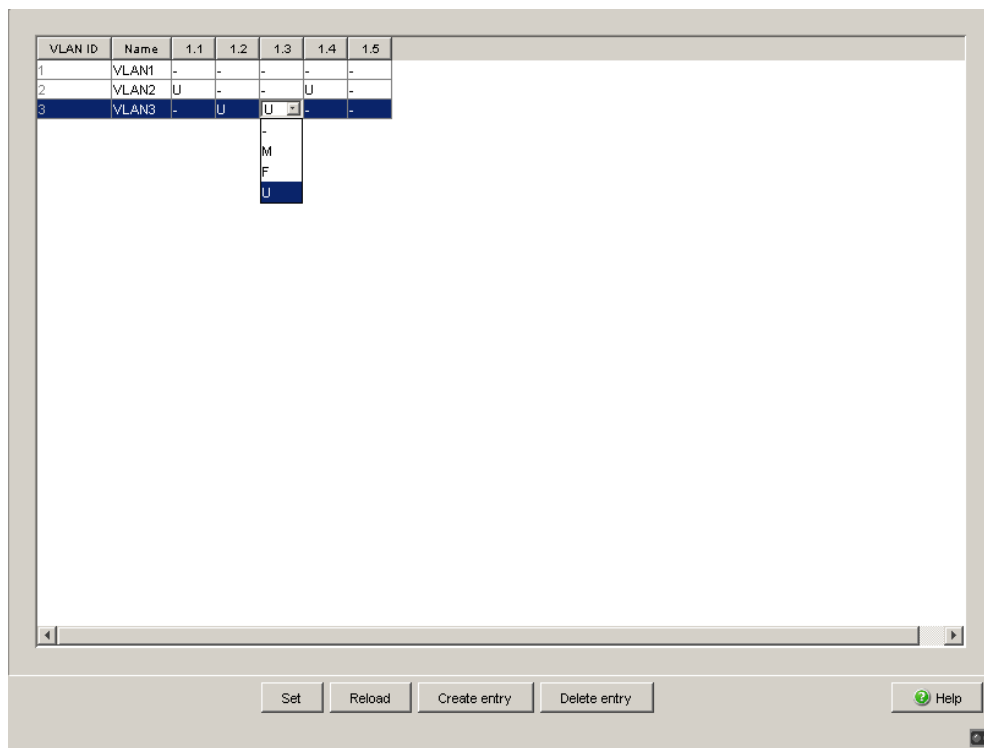 VLAN ID Name 1.1 1.2 1.3 1.4 1.5
1 VLAN1 - - - - -
2 VLAN2 U - - U -
3 VLAN3 - U U - -
-
M
F
U
Set Reload Create entry Delete entry Help